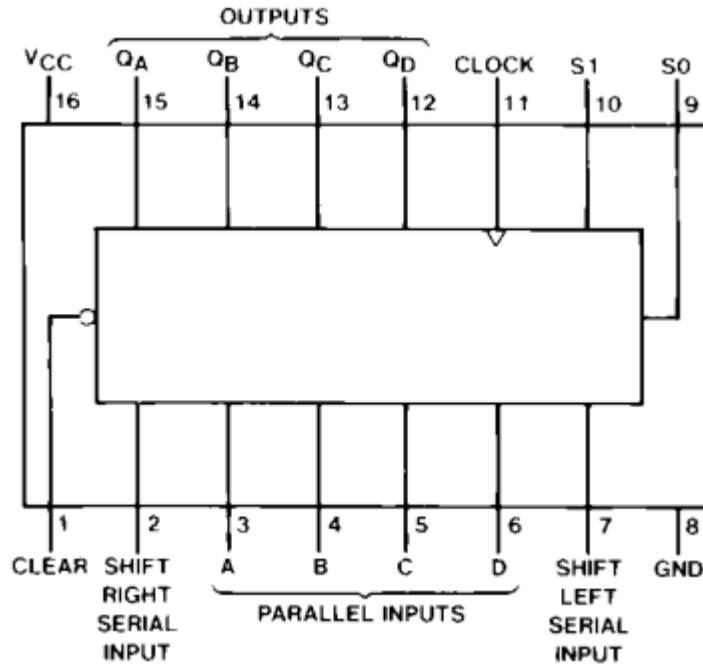 OUTPUTS
VCC QA QB QC QD CLOCK S1 S0
16 15 14 13 12 11 10 9
1 2 3 4 5 6 7 8
CLEAR SHIFT A B C D SHIFT GND
RIGHT PARALLEL INPUTS LEFT
SERIAL SERIAL
INPUT INPUT